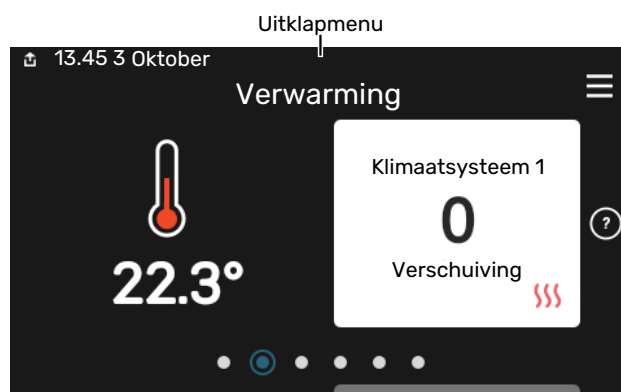 Uitklapmenu
13.45 3 Oktober
Verwarming
Klimaatsysteem 1
0
Verschuiving
22.3°
?